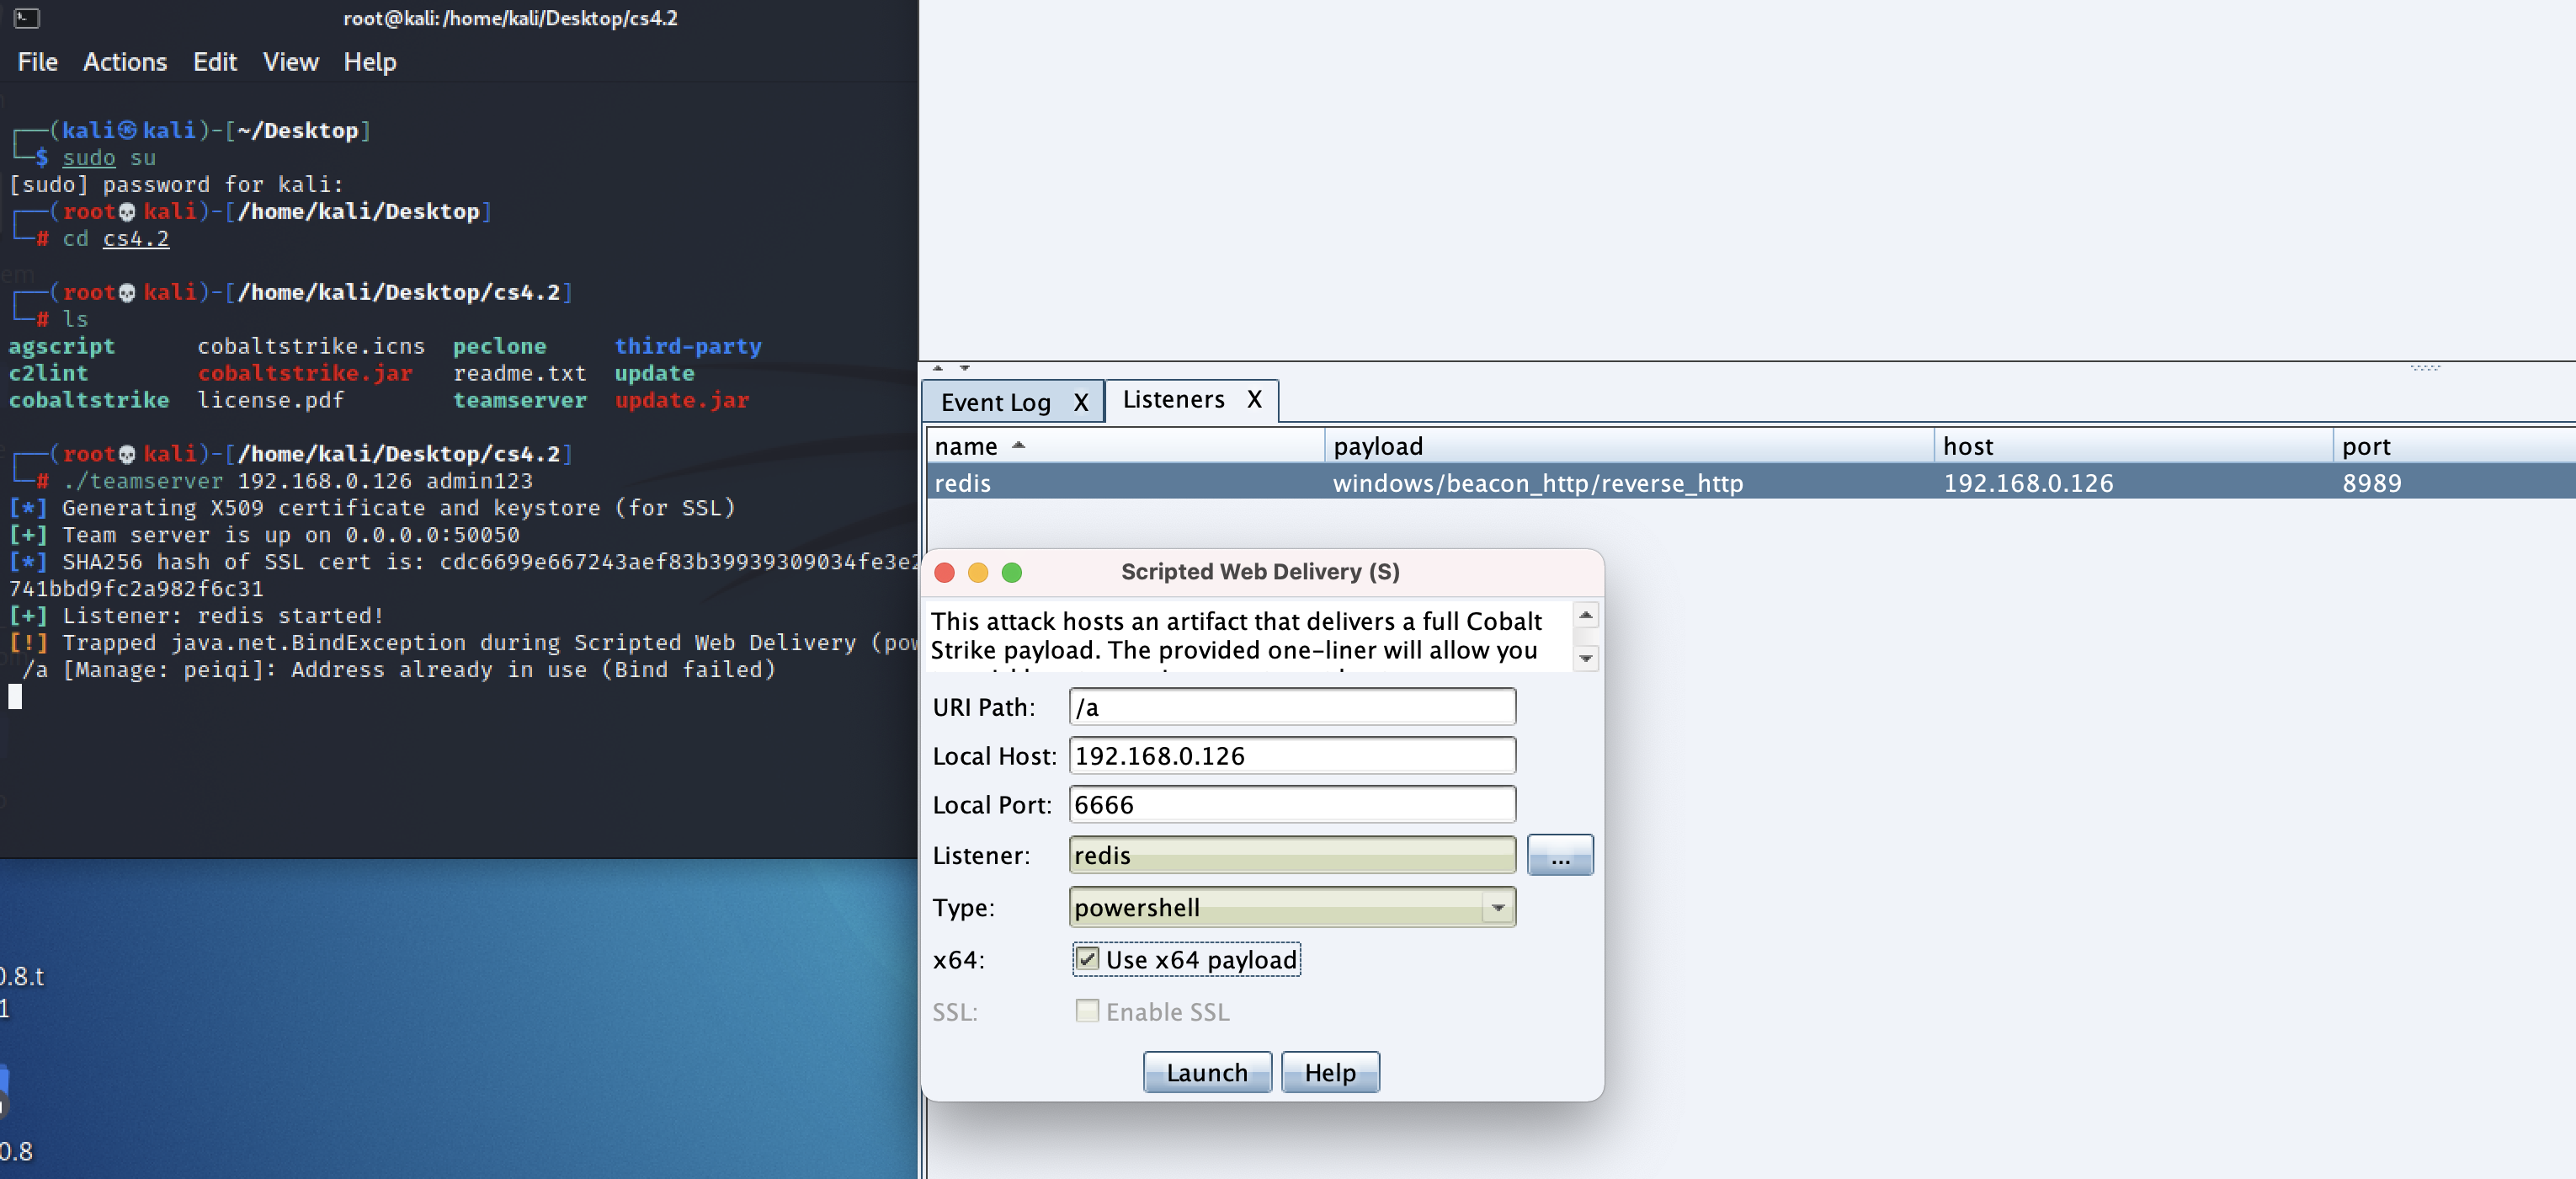 root@kali: /home/kali/Desktop/cs4.2
File Actions Edit View Help
(kali㉿kali)-[~/Desktop]
$ sudo su
[sudo] password for kali:
(root💀kali)-[/home/kali/Desktop]
# cd cs4.2
(root💀kali)-[/home/kali/Desktop/cs4.2]
# ls
agscript cobaltstrike.icns peclone third-party
c2lint cobaltstrike.jar readme.txt update
cobaltstrike license.pdf teamserver update.jar
(root💀kali)-[/home/kali/Desktop/cs4.2]
# ./teamserver 192.168.0.126 admin123
[*] Generating X509 certificate and keystore (for SSL)
[+] Team server is up on 0.0.0.0:50050
[*] SHA256 hash of SSL cert is: cdc6699e667243aef83b39939309034fe3e2
741bbd9fc2a982f6c31
[+] Listener: redis started!
[!] Trapped java.net.BindException during Scripted Web Delivery (pow
/a [Manage: peiqi]: Address already in use (Bind failed)
0.8.t
1
0.8
Event Log X Listeners X
name payload host port
redis windows/beacon_http/reverse_http 192.168.0.126 8989
Scripted Web Delivery (S)
This attack hosts an artifact that delivers a full Cobalt
Strike payload. The provided one-liner will allow you
URI Path: /a
Local Host: 192.168.0.126
Local Port: 6666
Listener: redis ...
Type: powershell
x64: Use x64 payload
SSL: Enable SSL
Launch Help